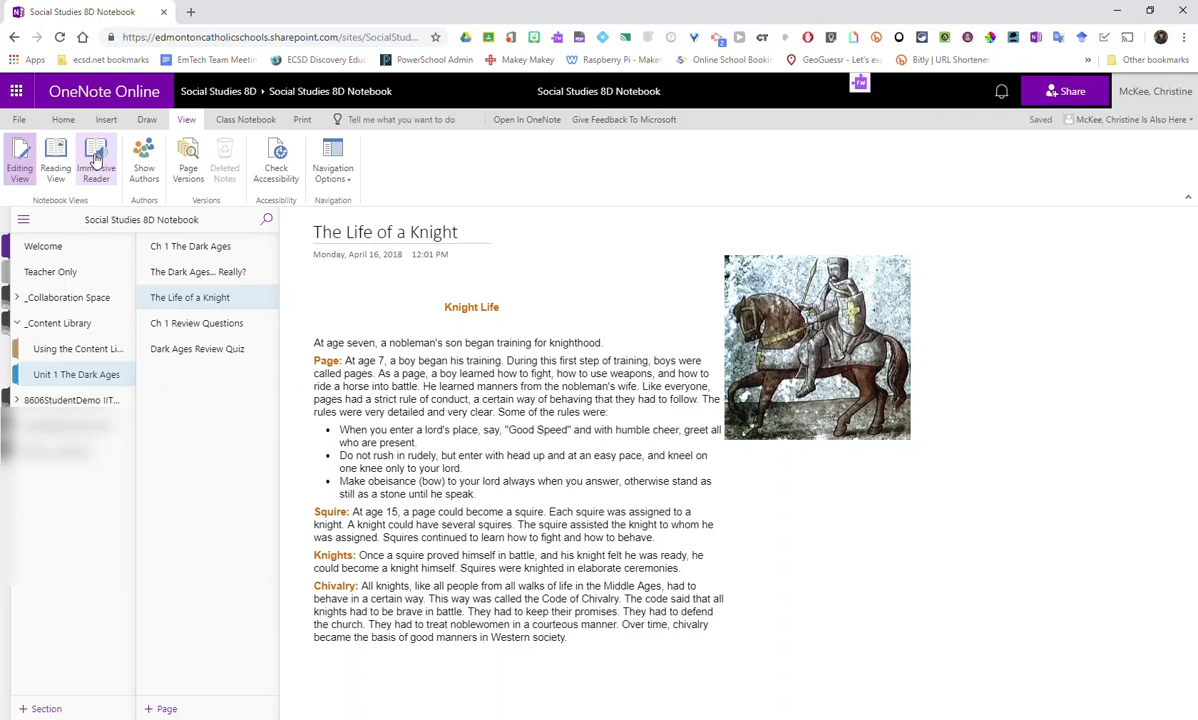 Social Studies 8D Notebook
https://edmontoncatholicschools.sharepoint.com/sites/SocialStud...
Apps
ecsd.net bookmarks
EmTech Team Meetin
ECSD Discovery Edu
PowerSchool Admin
Makey Makey
Raspberry Pi - Maker
Online School Bookin
GeoGuessr - Let's exp
Bitly | URL Shortener
»
Other bookmarks
OneNote Online
Social Studies 8D ▸ Social Studies 8D Notebook
Social Studies 8D Notebook
Share
McKee, Christine
File
Home
Insert
Draw
View
Class Notebook
Print
Tell me what you want to do
Open In OneNote
Give Feedback To Microsoft
Saved
McKee, Christine Is Also Here
Editing View
Reading View
Immersive Reader
Show Authors
Page Versions
Deleted Notes
Check Accessibility
Navigation Options
Notebook Views
Authors
Versions
Accessibility
Navigation
Social Studies 8D Notebook
Welcome
Teacher Only
_Collaboration Space
_Content Library
Using the Content Li...
Unit 1 The Dark Ages
8606StudentDemo IIT...
+ Section
Ch 1 The Dark Ages
The Dark Ages... Really?
The Life of a Knight
Ch 1 Review Questions
Dark Ages Review Quiz
+ Page
The Life of a Knight
Monday, April 16, 2018 12:01 PM
Knight Life
At age seven, a nobleman's son began training for knighthood.
Page: At age 7, a boy began his training. During this first step of training, boys were
called pages. As a page, a boy learned how to fight, how to use weapons, and how to
ride a horse into battle. He learned manners from the nobleman's wife. Like everyone,
pages had a strict rule of conduct, a certain way of behaving that they had to follow. The
rules were very detailed and very clear. Some of the rules were:
• When you enter a lord's place, say, "Good Speed" and with humble cheer, greet all
who are present.
• Do not rush in rudely, but enter with head up and at an easy pace, and kneel on
one knee only to your lord.
• Make obeisance (bow) to your lord always when you answer, otherwise stand as
still as a stone until he speak.
Squire: At age 15, a page could become a squire. Each squire was assigned to a
knight. A knight could have several squires. The squire assisted the knight to whom he
was assigned. Squires continued to learn how to fight and how to behave.
Knights: Once a squire proved himself in battle, and his knight felt he was ready, he
could become a knight himself. Squires were knighted in elaborate ceremonies.
Chivalry: All knights, like all people from all walks of life in the Middle Ages, had to
behave in a certain way. This way was called the Code of Chivalry. The code said that all
knights had to be brave in battle. They had to keep their promises. They had to defend
the church. They had to treat noblewomen in a courteous manner. Over time, chivalry
became the basis of good manners in Western society.